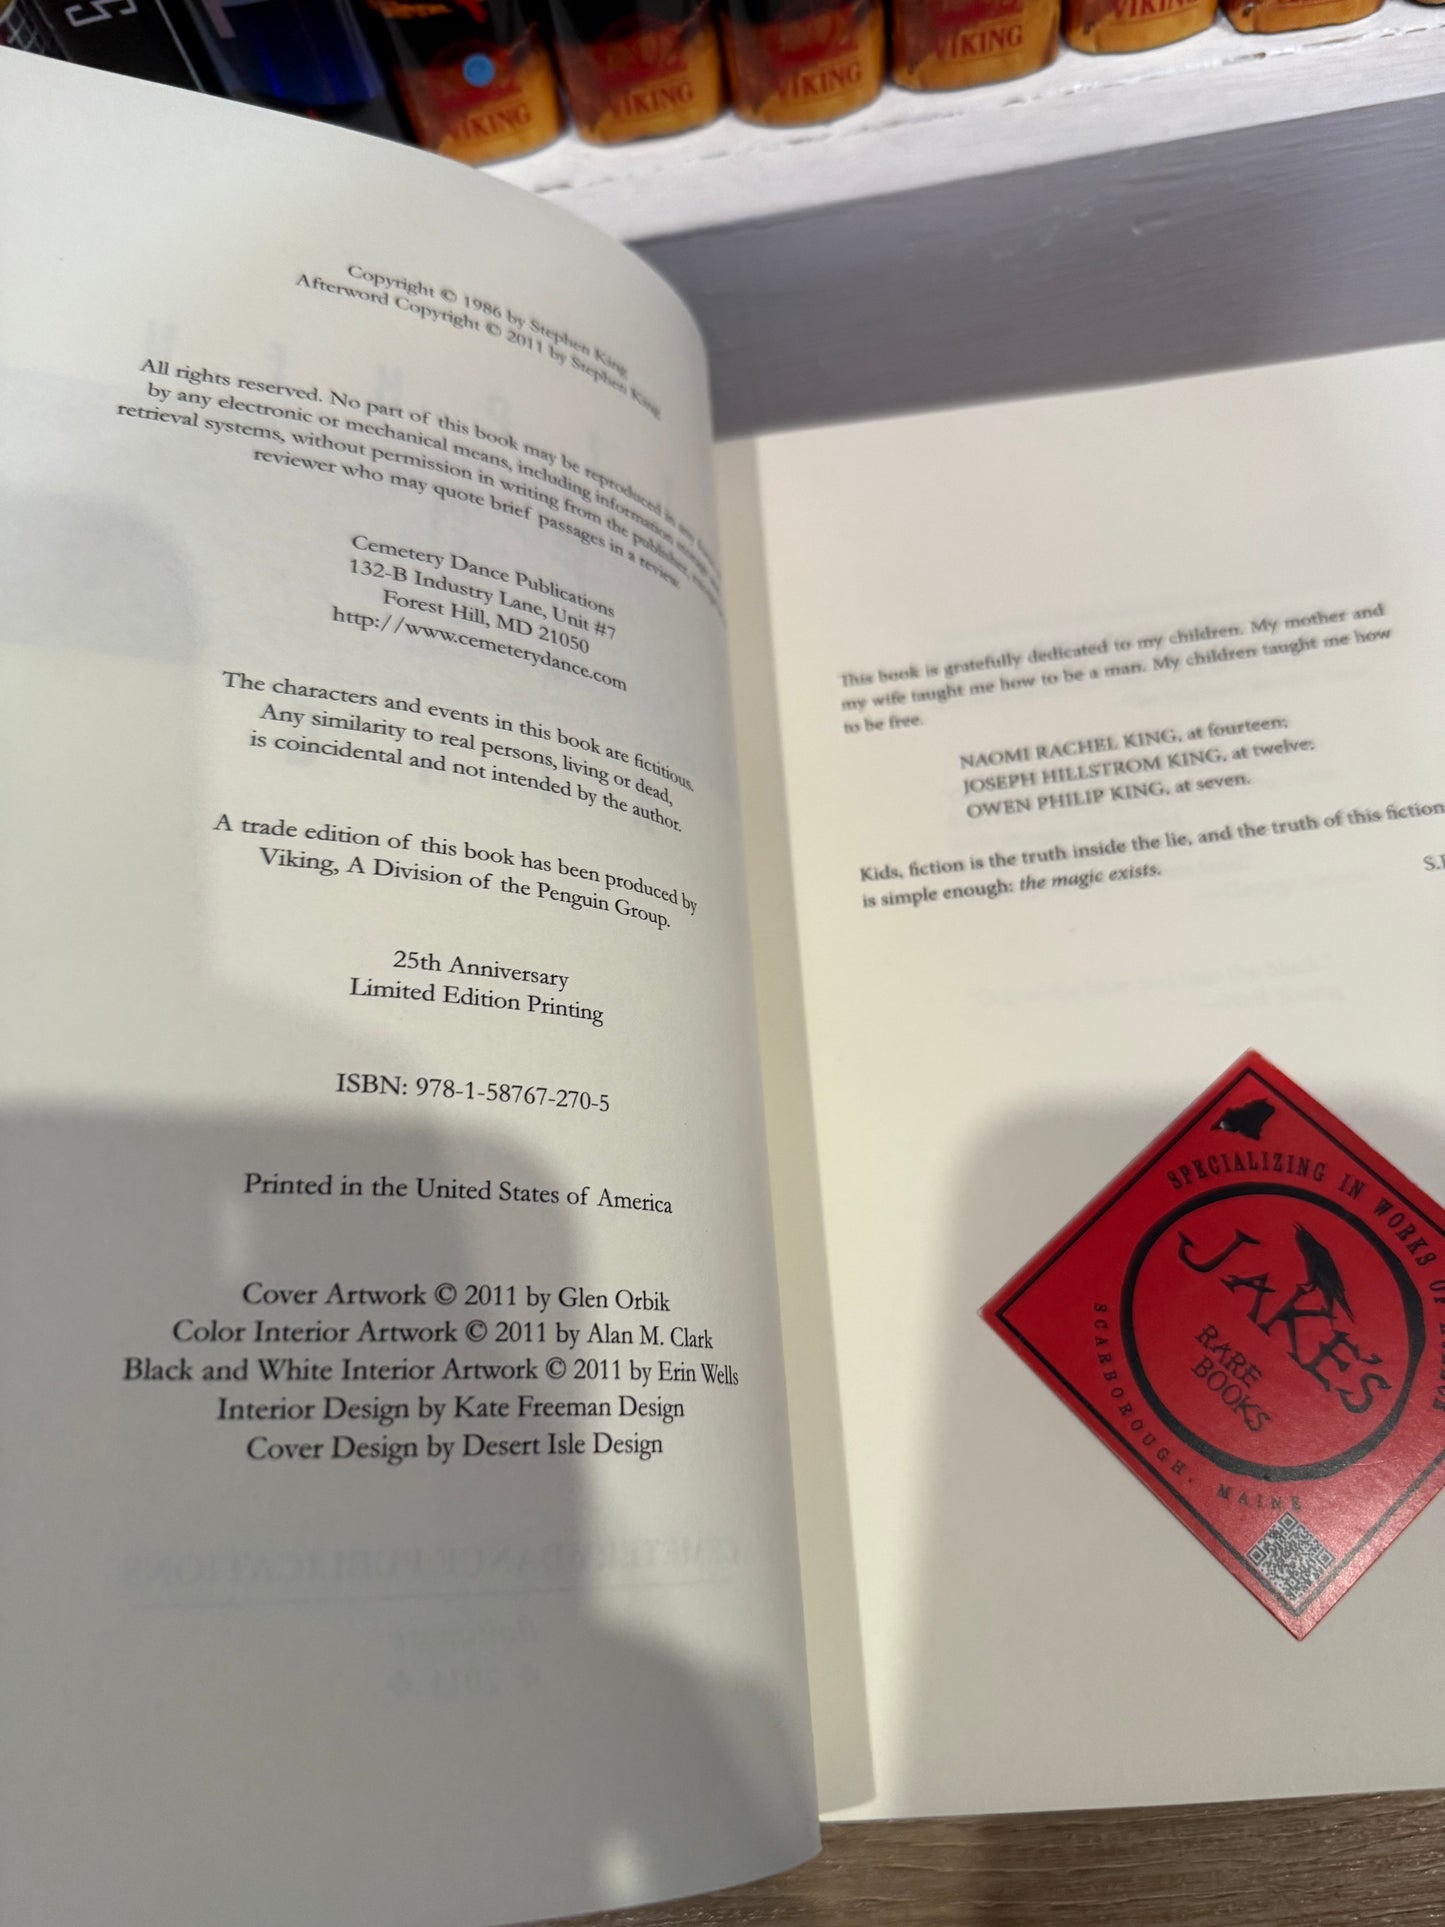 VIKING
VIKING
VIKING
VIKING
VIKING
Copyright © 1986 by Stephen King
Afterword Copyright © 2011 by Stephen King
All rights reserved. No part of this book may be reproduced in any
by any electronic or mechanical means, including information storage and
retrieval systems, without permission in writing from the publisher, except
reviewer who may quote brief passages in a review.
Cemetery Dance Publications
132-B Industry Lane, Unit #7
Forest Hill, MD 21050
http://www.cemeterydance.com
The characters and events in this book are fictitious.
Any similarity to real persons, living or dead,
is coincidental and not intended by the author.
A trade edition of this book has been produced by
Viking, A Division of the Penguin Group.
25th Anniversary
Limited Edition Printing
ISBN: 978-1-58767-270-5
Printed in the United States of America
Cover Artwork © 2011 by Glen Orbik
Color Interior Artwork © 2011 by Alan M. Clark
Black and White Interior Artwork © 2011 by Erin Wells
Interior Design by Kate Freeman Design
Cover Design by Desert Isle Design
This book is gratefully dedicated to my children. My mother and
my wife taught me how to be a man. My children taught me how
to be free.
NAOMI RACHEL KING, at fourteen;
JOSEPH HILLSTROM KING, at twelve;
OWEN PHILIP KING, at seven.
Kids, fiction is the truth inside the lie, and the truth of this fiction
is simple enough: the magic exists.
SPECIALIZING IN WORKS OF
JAKE'S
RARE
BOOKS
SCARBOROUGH, MAINE